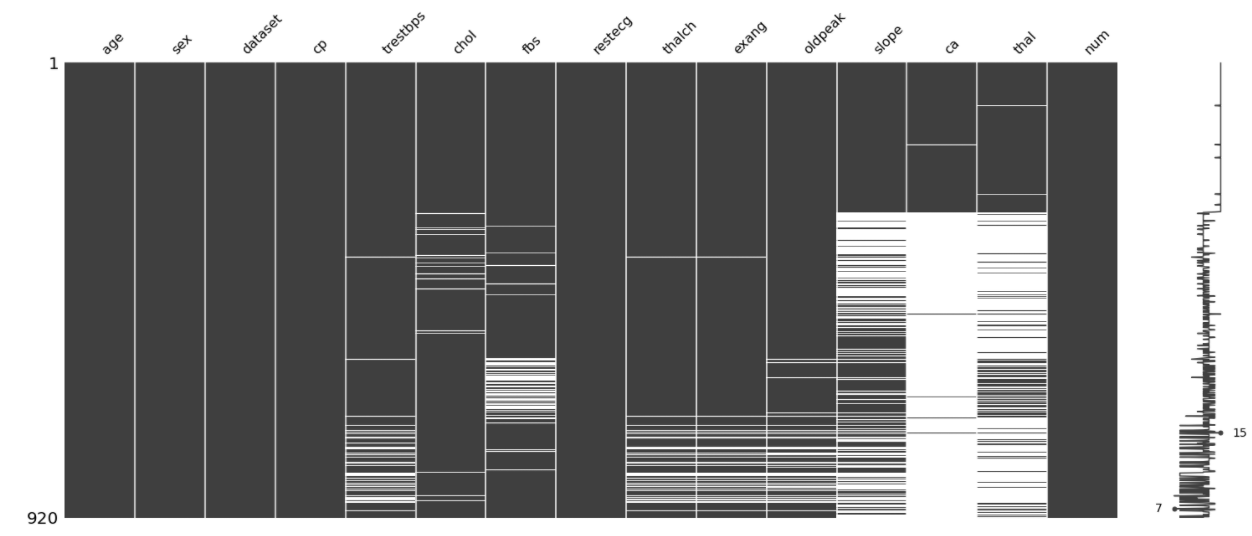 age sex dataset cp trestbps chol fbs restecg thalch exang oldpeak slope ca thal num
1
15
7
920